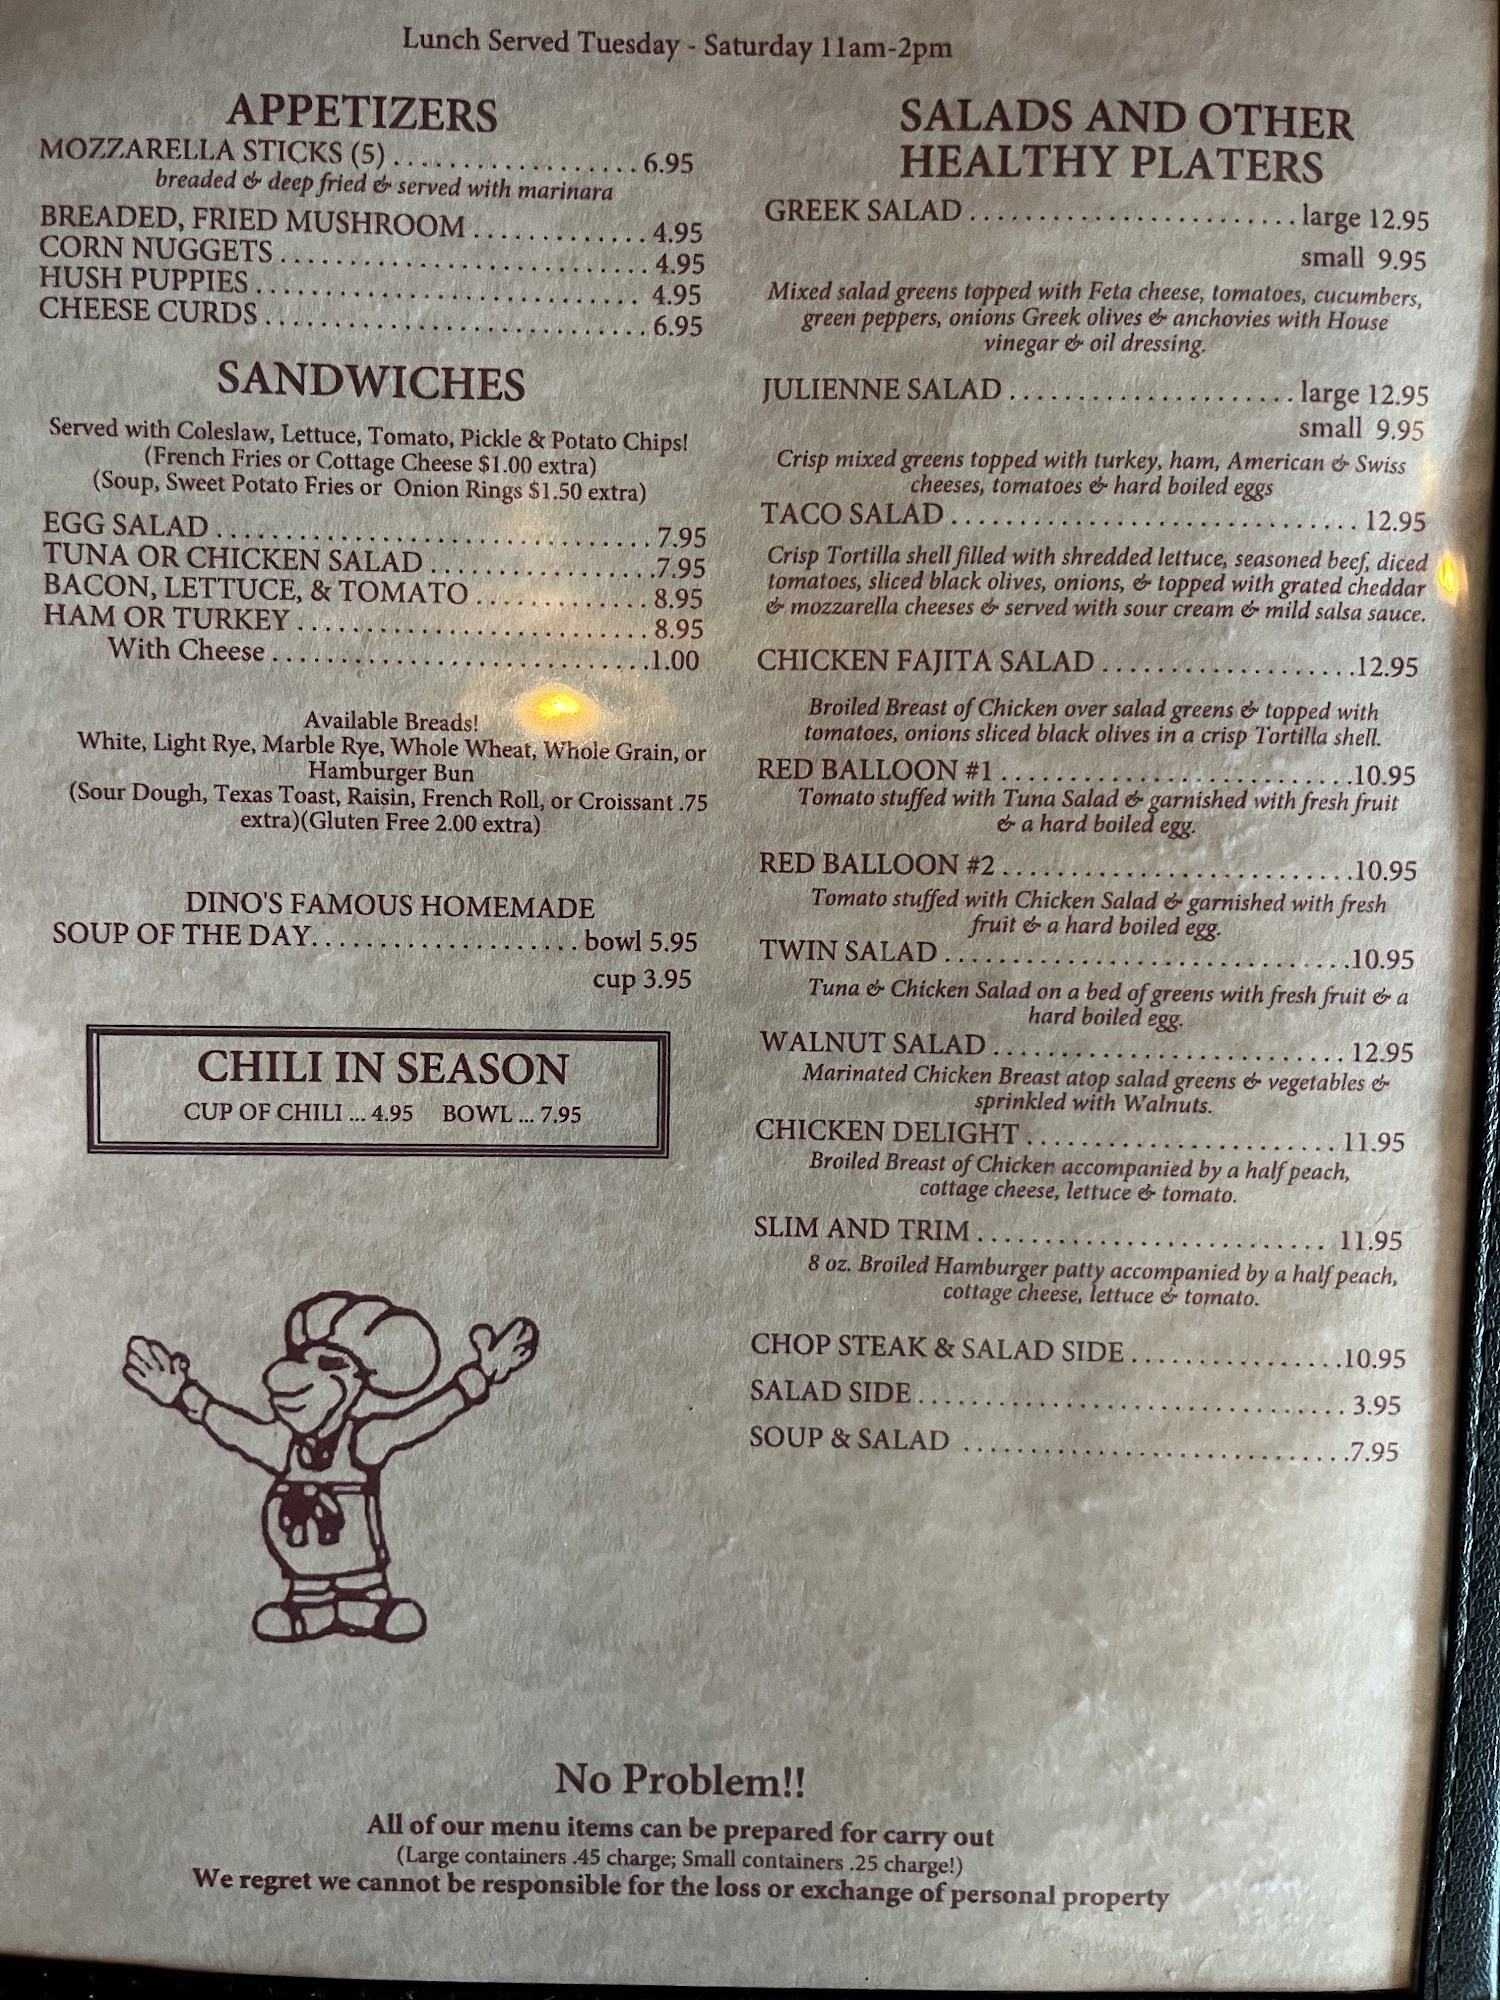 Lunch Served Tuesday - Saturday 11am-2pm
APPETIZERS
MOZZARELLA STICKS (5) . . . . . . . . . . . . . . . . . 6.95
breaded & deep fried & served with marinara
BREADED, FRIED MUSHROOM . . . . . . . . . . . . . 4.95
CORN NUGGETS . . . . . . . . . . . . . . . . . . . . . . . . . . . 4.95
HUSH PUPPIES . . . . . . . . . . . . . . . . . . . . . . . . . . . . 4.95
CHEESE CURDS . . . . . . . . . . . . . . . . . . . . . . . . . . . . 6.95
SANDWICHES
Served with Coleslaw, Lettuce, Tomato, Pickle & Potato Chips!
(French Fries or Cottage Cheese $1.00 extra)
(Soup, Sweet Potato Fries or Onion Rings $1.50 extra)
EGG SALAD . . . . . . . . . . . . . . . . . . . . . . . . . . . . . . . 7.95
TUNA OR CHICKEN SALAD . . . . . . . . . . . . . . . . .7.95
BACON, LETTUCE, & TOMATO . . . . . . . . . . . . . 8.95
HAM OR TURKEY . . . . . . . . . . . . . . . . . . . . . . . . . . 8.95
With Cheese . . . . . . . . . . . . . . . . . . . . . . . . . . . .1.00
Available Breads!
White, Light Rye, Marble Rye, Whole Wheat, Whole Grain, or
Hamburger Bun
(Sour Dough, Texas Toast, Raisin, French Roll, or Croissant .75
extra)(Gluten Free 2.00 extra)
DINO'S FAMOUS HOMEMADE
SOUP OF THE DAY. . . . . . . . . . . . . . . . . . . . bowl 5.95
cup 3.95
CHILI IN SEASON
CUP OF CHILI ... 4.95 BOWL ... 7.95
SALADS AND OTHER
HEALTHY PLATERS
GREEK SALAD . . . . . . . . . . . . . . . . . . . . . . . . large 12.95
small 9.95
Mixed salad greens topped with Feta cheese, tomatoes, cucumbers,
green peppers, onions Greek olives & anchovies with House
vinegar & oil dressing.
JULIENNE SALAD . . . . . . . . . . . . . . . . . . . . . large 12.95
small 9.95
Crisp mixed greens topped with turkey, ham, American & Swiss
cheeses, tomatoes & hard boiled eggs
TACO SALAD . . . . . . . . . . . . . . . . . . . . . . . . . . . . . . 12.95
Crisp Tortilla shell filled with shredded lettuce, seasoned beef, diced
tomatoes, sliced black olives, onions, & topped with grated cheddar
& mozzarella cheeses & served with sour cream & mild salsa sauce.
CHICKEN FAJITA SALAD . . . . . . . . . . . . . . . . . . .12.95
Broiled Breast of Chicken over salad greens & topped with
tomatoes, onions sliced black olives in a crisp Tortilla shell.
RED BALLOON #1 . . . . . . . . . . . . . . . . . . . . . . . . . .10.95
Tomato stuffed with Tuna Salad & garnished with fresh fruit
& a hard boiled egg.
RED BALLOON #2 . . . . . . . . . . . . . . . . . . . . . . . . . .10.95
Tomato stuffed with Chicken Salad & garnished with fresh
fruit & a hard boiled egg.
TWIN SALAD . . . . . . . . . . . . . . . . . . . . . . . . . . . . . .10.95
Tuna & Chicken Salad on a bed of greens with fresh fruit & a
hard boiled egg.
WALNUT SALAD . . . . . . . . . . . . . . . . . . . . . . . . . . 12.95
Marinated Chicken Breast atop salad greens & vegetables &
sprinkled with Walnuts.
CHICKEN DELIGHT . . . . . . . . . . . . . . . . . . . . . . . 11.95
Broiled Breast of Chicken accompanied by a half peach,
cottage cheese, lettuce & tomato.
SLIM AND TRIM . . . . . . . . . . . . . . . . . . . . . . . . . . 11.95
8 oz. Broiled Hamburger patty accompanied by a half peach,
cottage cheese, lettuce & tomato.
CHOP STEAK & SALAD SIDE . . . . . . . . . . . . . . . .10.95
SALAD SIDE . . . . . . . . . . . . . . . . . . . . . . . . . . . . . . . . 3.95
SOUP & SALAD . . . . . . . . . . . . . . . . . . . . . . . . . . . . .7.95
No Problem!!
All of our menu items can be prepared for carry out
(Large containers .45 charge; Small containers .25 charge!)
We regret we cannot be responsible for the loss or exchange of personal property